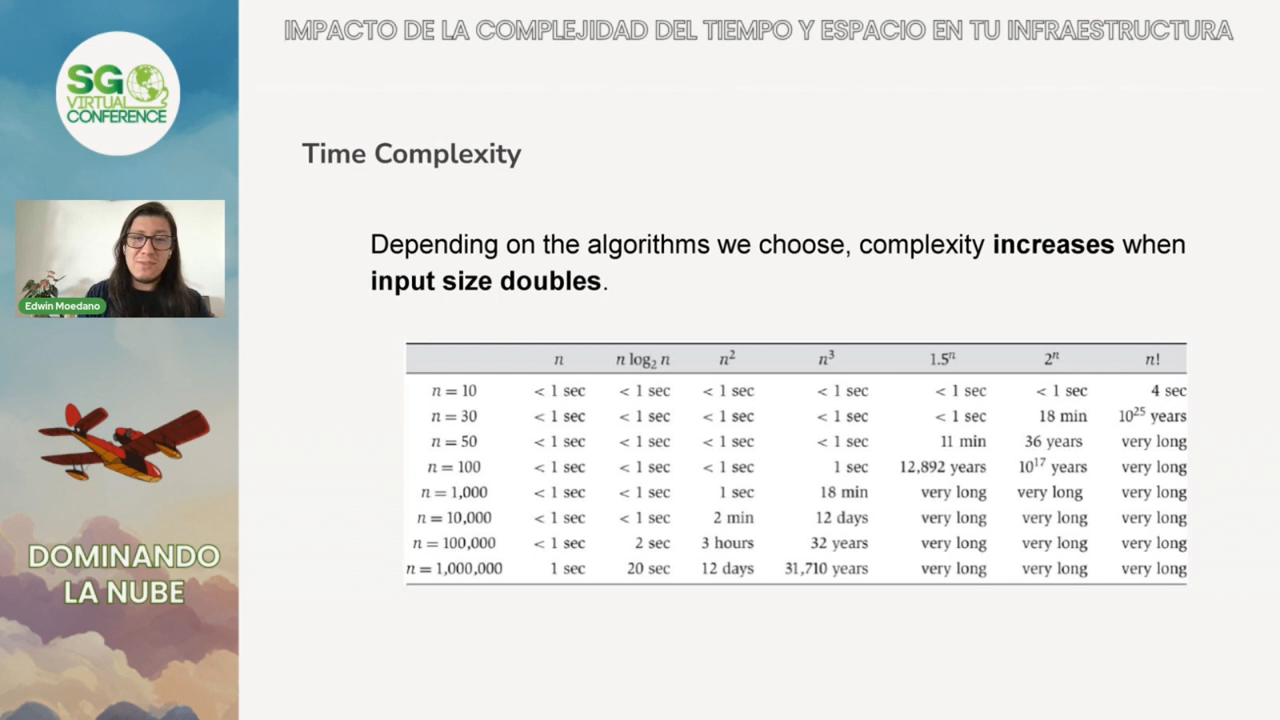 IMPACTO DE LA COMPLEJIDAD DEL TIEMPO Y ESPACIO EN TU INFRAESTRUCTURA
SG
VIRTUAL
CONFERENCE
Edwin Moedano
DOMINANDO
LA NUBE
Time Complexity
Depending on the algorithms we choose, complexity increases when
input size doubles.
n n log₂ n n² n³ 1.5ⁿ 2ⁿ n!
n = 10 < 1 sec < 1 sec < 1 sec < 1 sec < 1 sec < 1 sec 4 sec
n = 30 < 1 sec < 1 sec < 1 sec < 1 sec < 1 sec 18 min 10²⁵ years
n = 50 < 1 sec < 1 sec < 1 sec < 1 sec 11 min 36 years very long
n = 100 < 1 sec < 1 sec < 1 sec 1 sec 12,892 years 10¹⁷ years very long
n = 1,000 < 1 sec < 1 sec 1 sec 18 min very long very long very long
n = 10,000 < 1 sec < 1 sec 2 min 12 days very long very long very long
n = 100,000 < 1 sec 2 sec 3 hours 32 years very long very long very long
n = 1,000,000 1 sec 20 sec 12 days 31,710 years very long very long very long